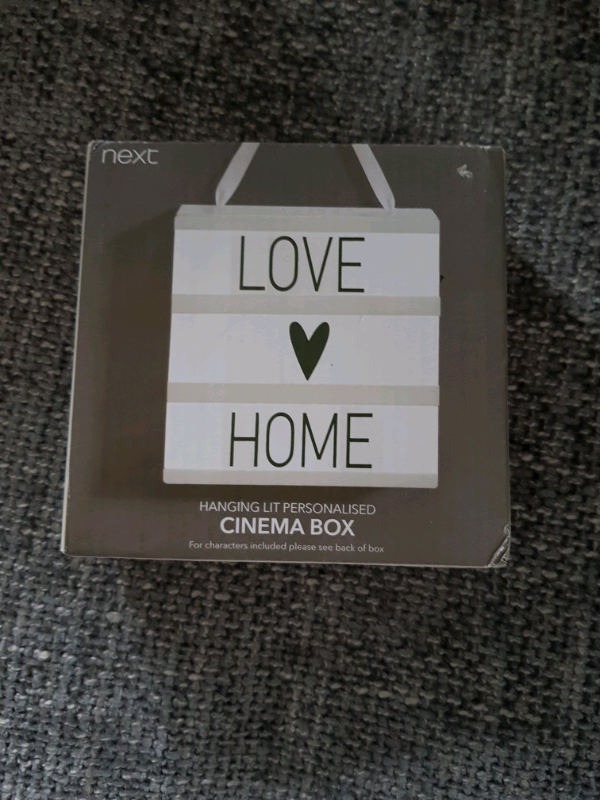 next
LOVE
HOME
HANGING LIT PERSONALISED
CINEMA BOX
For characters included please see back of box